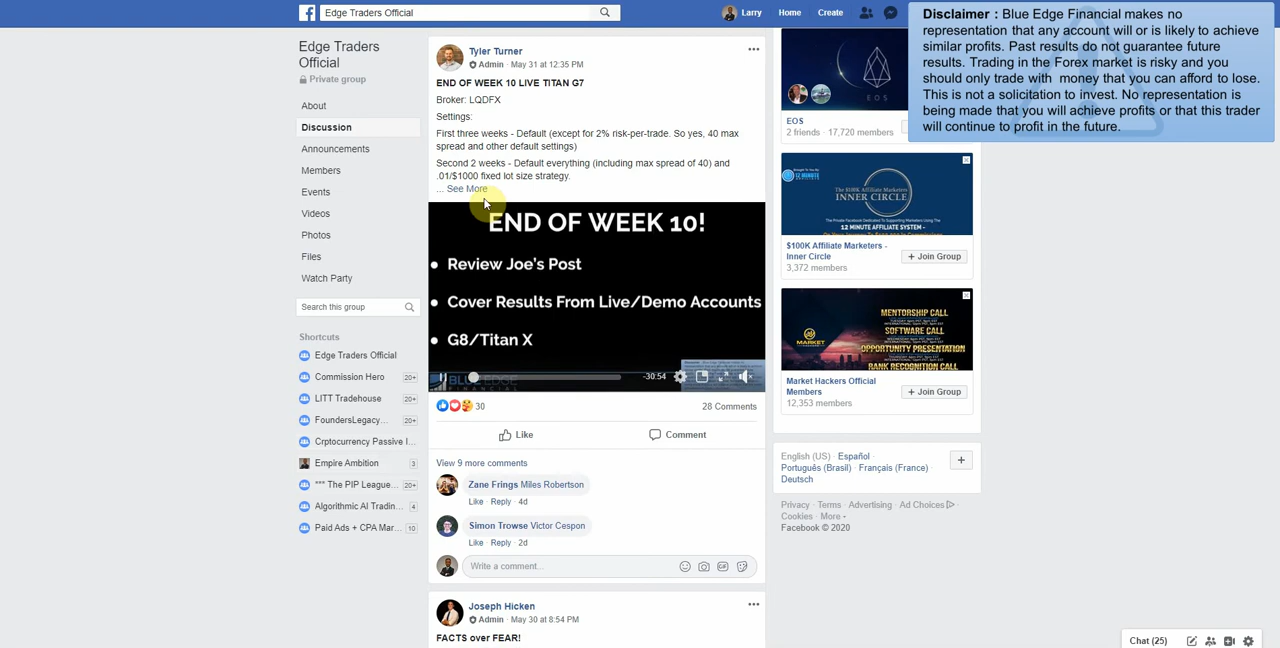 Edge Traders Official
Larry
Home
Create
Disclaimer : Blue Edge Financial makes no
representation that any account will or is likely to achieve
similar profits. Past results do not guarantee future
results. Trading in the Forex market is risky and you
should only trade with money that you can afford to lose.
This is not a solicitation to invest. No representation is
being made that you will achieve profits or that this trader
will continue to profit in the future.
Edge Traders
Official
Private group
About
Discussion
Announcements
Members
Events
Videos
Photos
Files
Watch Party
Search this group
Shortcuts
Edge Traders Official
Commission Hero 20+
LITT Tradehouse 20+
FoundersLegacy... 20+
Crptocurrency Passive I...
Empire Ambition 3
*** The PIP League... 20+
Algorithmic AI Tradin... 4
Paid Ads + CPA Mar... 10
Tyler Turner
Admin · May 31 at 12:35 PM
END OF WEEK 10 LIVE TITAN G7
Broker: LQDFX
Settings:
First three weeks - Default (except for 2% risk-per-trade. So yes, 40 max
spread and other default settings)
Second 2 weeks - Default everything (including max spread of 40) and
.01/$1000 fixed lot size strategy.
... See More
END OF WEEK 10!
Review Joe's Post
Cover Results From Live/Demo Accounts
G8/Titan X
-30:54
BLUE EDGE
FINANCIAL
30
28 Comments
Like
Comment
View 9 more comments
Zane Frings Miles Robertson
Like · Reply · 4d
Simon Trowse Victor Cespon
Like · Reply · 2d
Write a comment...
Joseph Hicken
Admin · May 30 at 8:54 PM
FACTS over FEAR!
EOS
EOS
2 friends · 17,720 members
INNER CIRCLE
12 MINUTE AFFILIATE SYSTEM -
$100K Affiliate Marketers -
Inner Circle
3,372 members
+ Join Group
MENTORSHIP CALL
SOFTWARE CALL
OPPORTUNITY PRESENTATION
RANK RECOGNITION CALL
MARKET
Market Hackers Official
Members
12,353 members
+ Join Group
English (US) · Español ·
Português (Brasil) · Français (France) ·
Deutsch
+
Privacy · Terms · Advertising · Ad Choices ·
Cookies · More
Facebook © 2020
Chat (25)